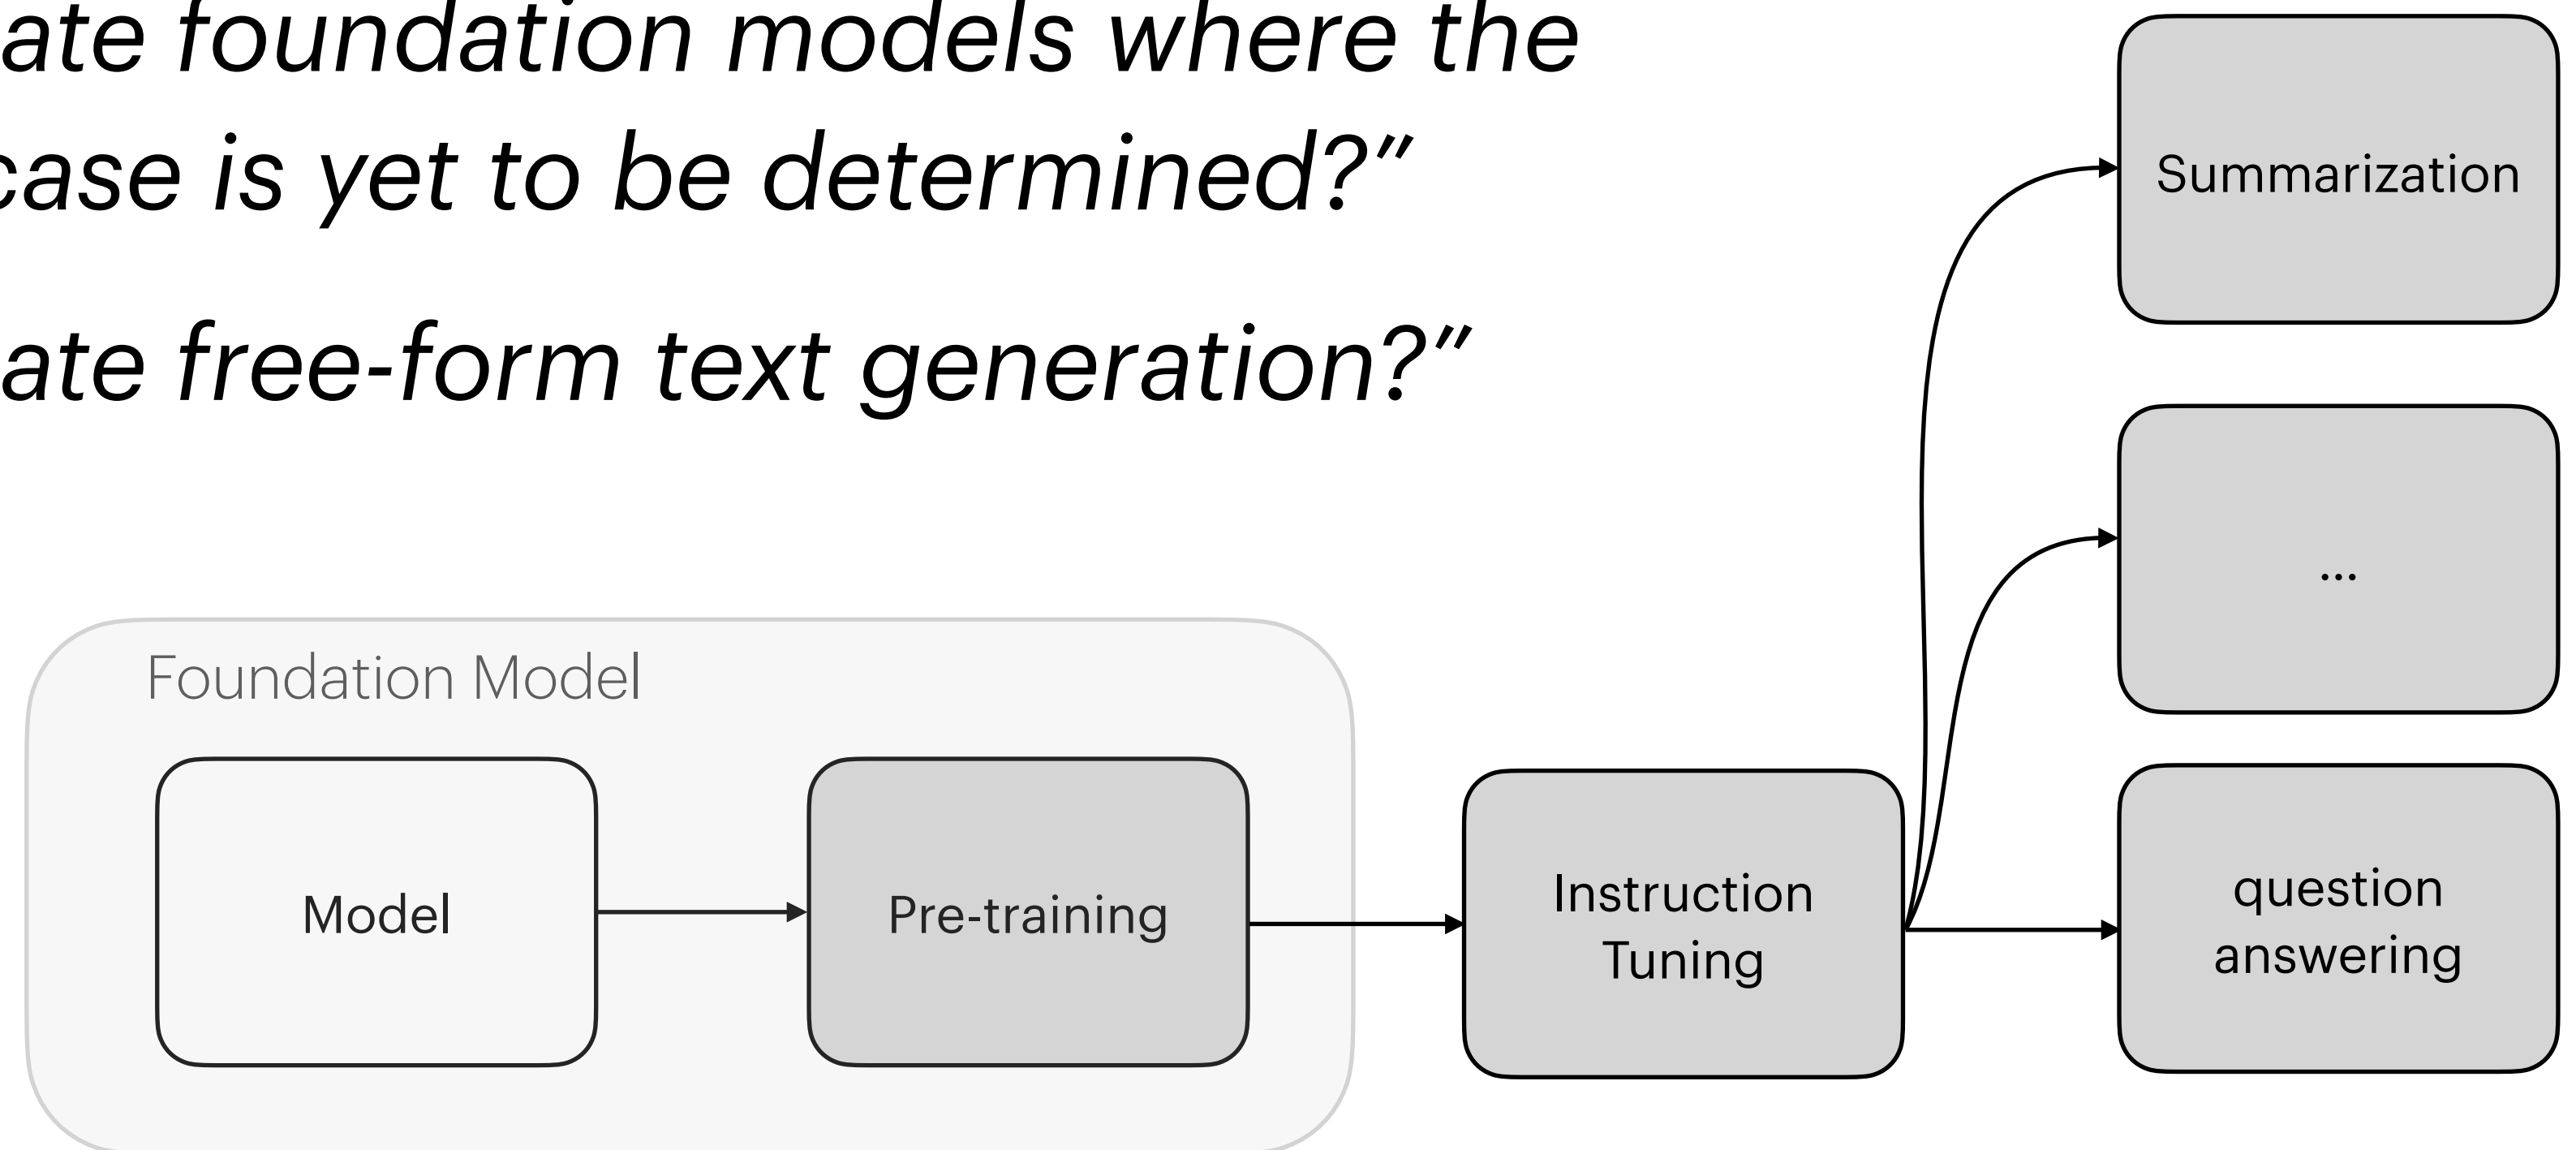 ate foundation models where the
case is yet to be determined?”
ate free-form text generation?”
Summarization
...
Foundation Model
Model
Pre-training
Instruction
Tuning
question
answering